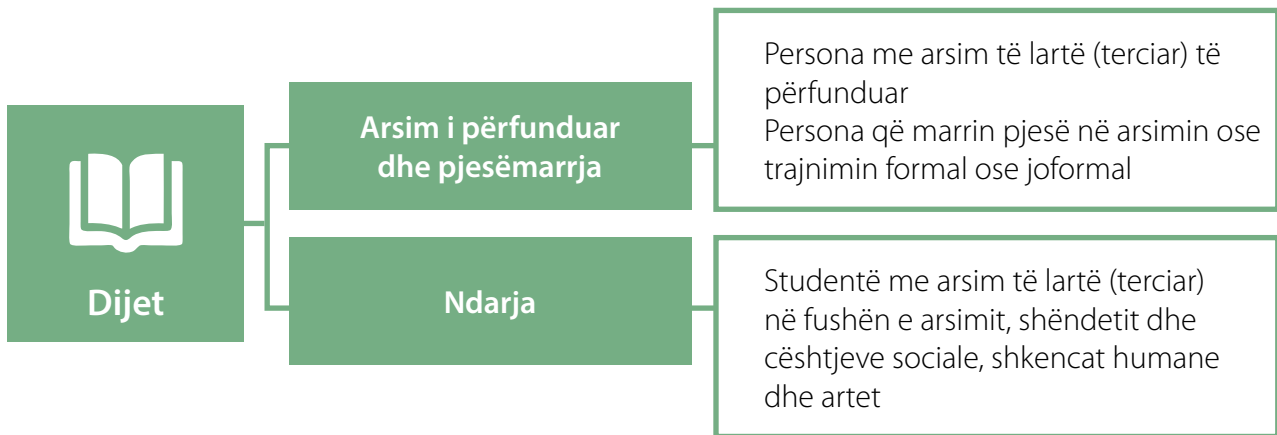 Dijet
Arsim i përfunduar
dhe pjesëmarrja
Persona me arsim të lartë (terciar) të
përfunduar
Persona që marrin pjesë në arsimin ose
trajnimin formal ose joformal
Ndarja
Studentë me arsim të lartë (terciar)
në fushën e arsimit, shëndetit dhe
cështjeve sociale, shkencat humane
dhe artet